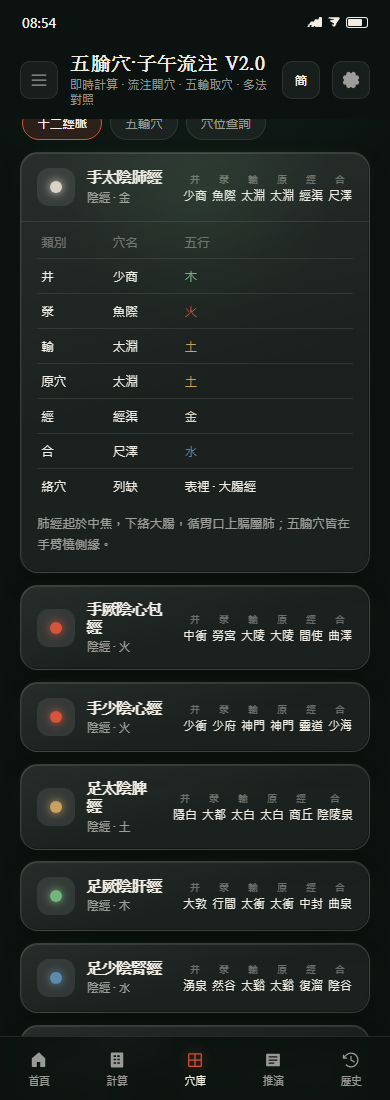 08:54
五腧穴·子午流注 V2.0
即時計算 · 流注開穴 · 五輸取穴 · 多法
對照
簡
十二經脈 五輸穴 穴位查詢
手太陰肺經
陰經 · 金
井 滎 輸 原 經 合
少商 魚際 太淵 太淵 經渠 尺澤
類別 穴名 五行
井 少商 木
滎 魚際 火
輸 太淵 土
原穴 太淵 土
經 經渠 金
合 尺澤 水
絡穴 列缺 表裡 · 大腸經
肺經起於中焦，下絡大腸，循胃口上膈屬肺；五腧穴皆在
手臂橈側緣。
手厥陰心包
經
陰經 · 火
井 滎 輸 原 經 合
中衝 勞宮 大陵 大陵 間使 曲澤
手少陰心經
陰經 · 火
井 滎 輸 原 經 合
少衝 少府 神門 神門 靈道 少海
足太陰脾
經
陰經 · 土
井 滎 輸 原 經 合
隱白 大都 太白 太白 商丘 陰陵泉
足厥陰肝經
陰經 · 木
井 滎 輸 原 經 合
大敦 行間 太衝 太衝 中封 曲泉
足少陰腎經
陰經 · 水
井 滎 輸 原 經 合
湧泉 然谷 太谿 太谿 復溜 陰谷
首頁 計算 穴庫 推演 歷史